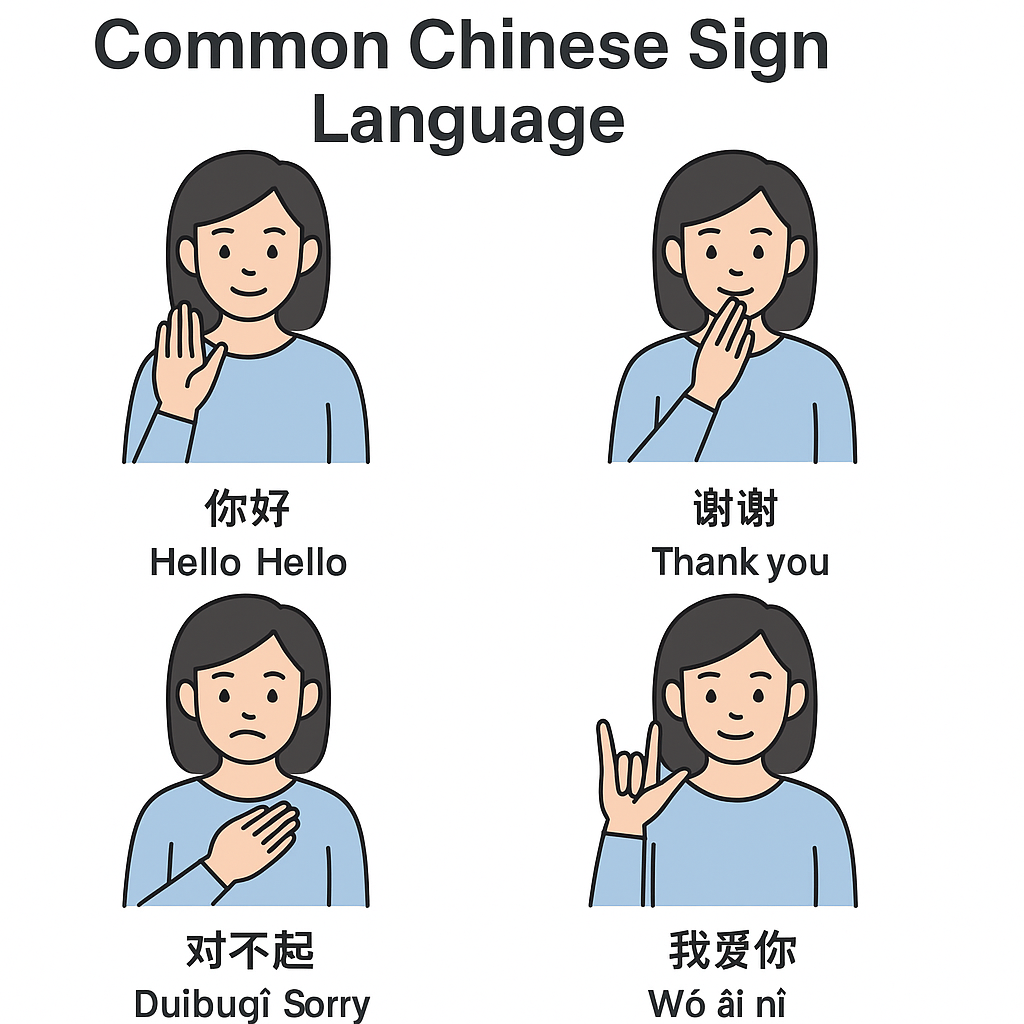 Common Chinese Sign
Language
你好
Hello Hello
谢谢
Thank you
对不起
Duibugî Sorry
我爱你
Wó âi nî